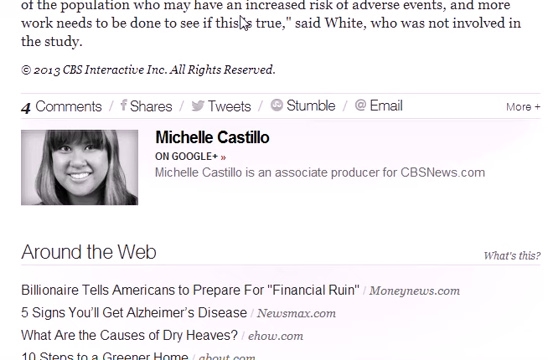 of the population who may have an increased risk of adverse events, and more
work needs to be done to see if this is true," said White, who was not involved in
the study.
© 2013 CBS Interactive Inc. All Rights Reserved.
4 Comments / f Shares / Tweets / Stumble / @ Email More +
Michelle Castillo
ON GOOGLE+ »
Michelle Castillo is an associate producer for CBSNews.com
Around the Web What's this?
Billionaire Tells Americans to Prepare For "Financial Ruin" / Moneynews.com
5 Signs You'll Get Alzheimer's Disease / Newsmax.com
What Are the Causes of Dry Heaves? / ehow.com
10 Steps to a Greener Home / about.com